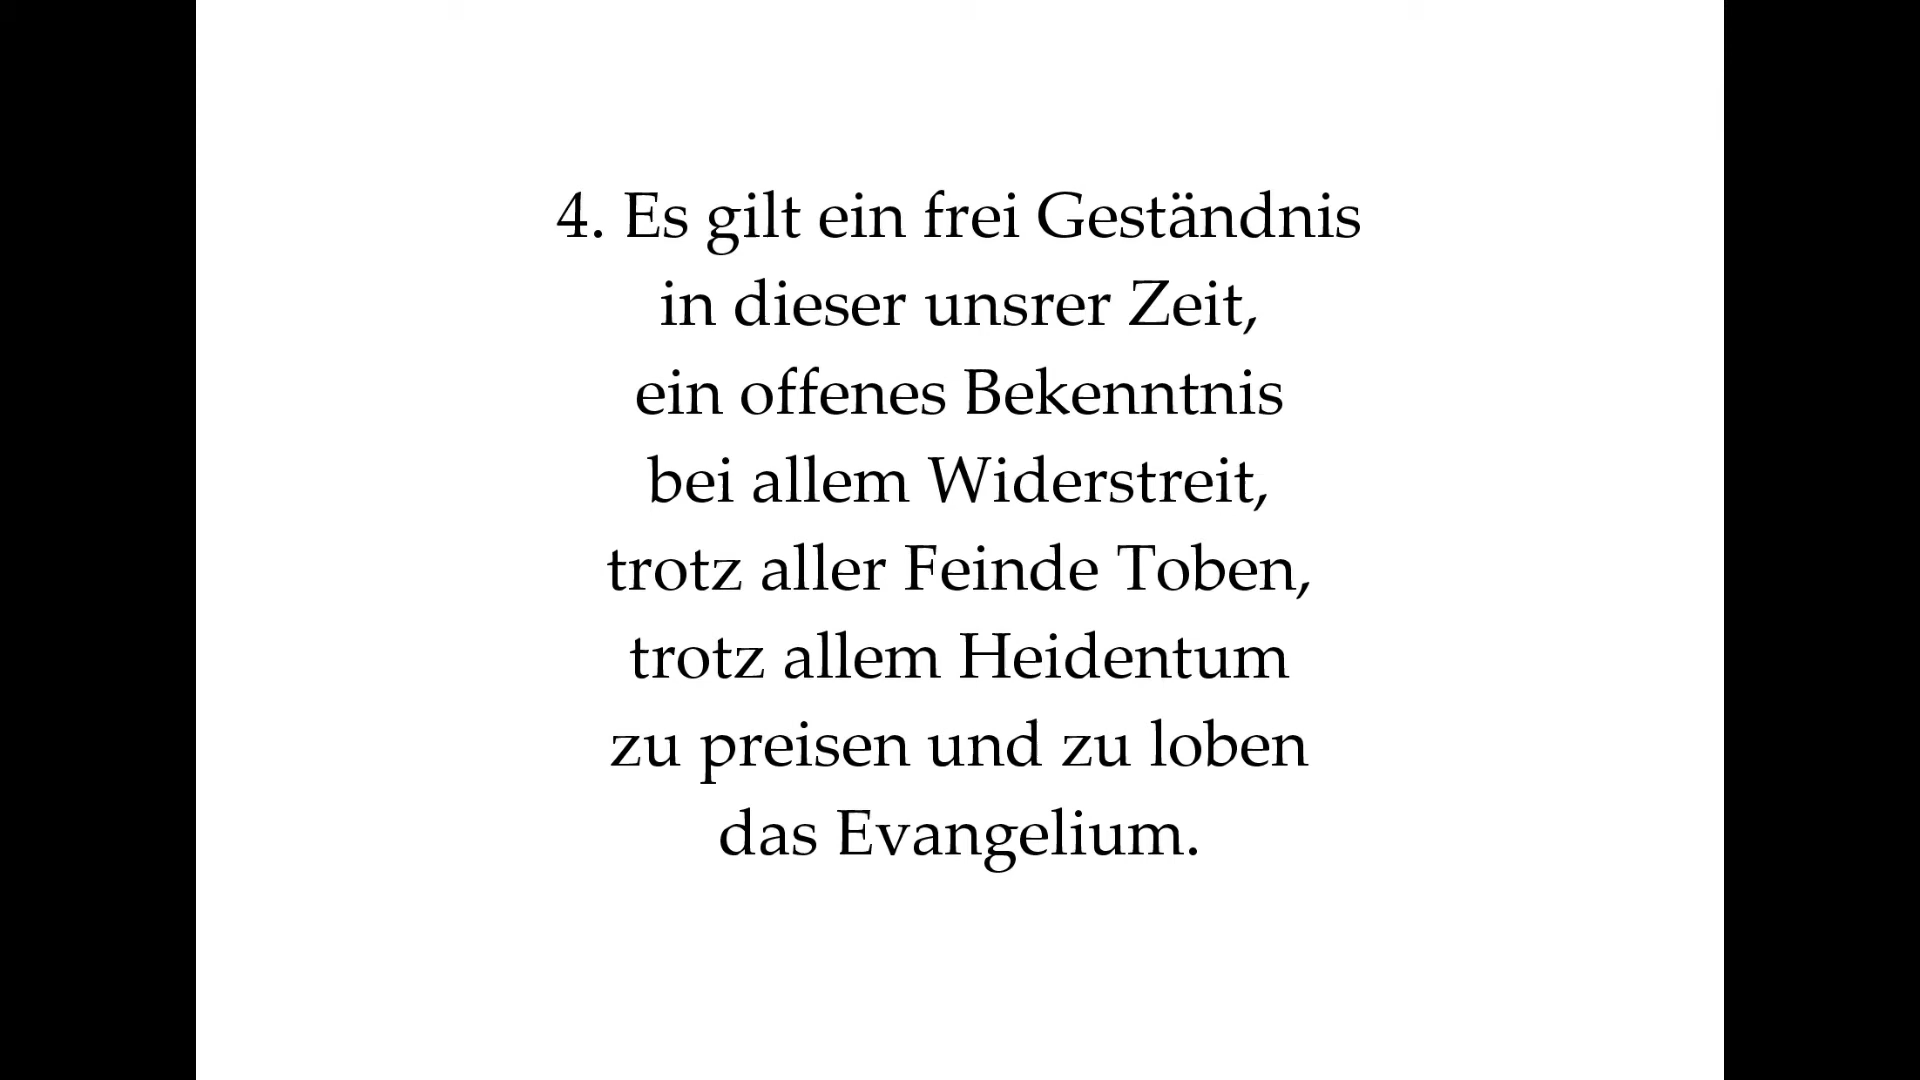 4. Es gilt ein frei Geständnis
in dieser unsrer Zeit,
ein offenes Bekenntnis
bei allem Widerstreit,
trotz aller Feinde Toben,
trotz allem Heidentum
zu preisen und zu loben
das Evangelium.